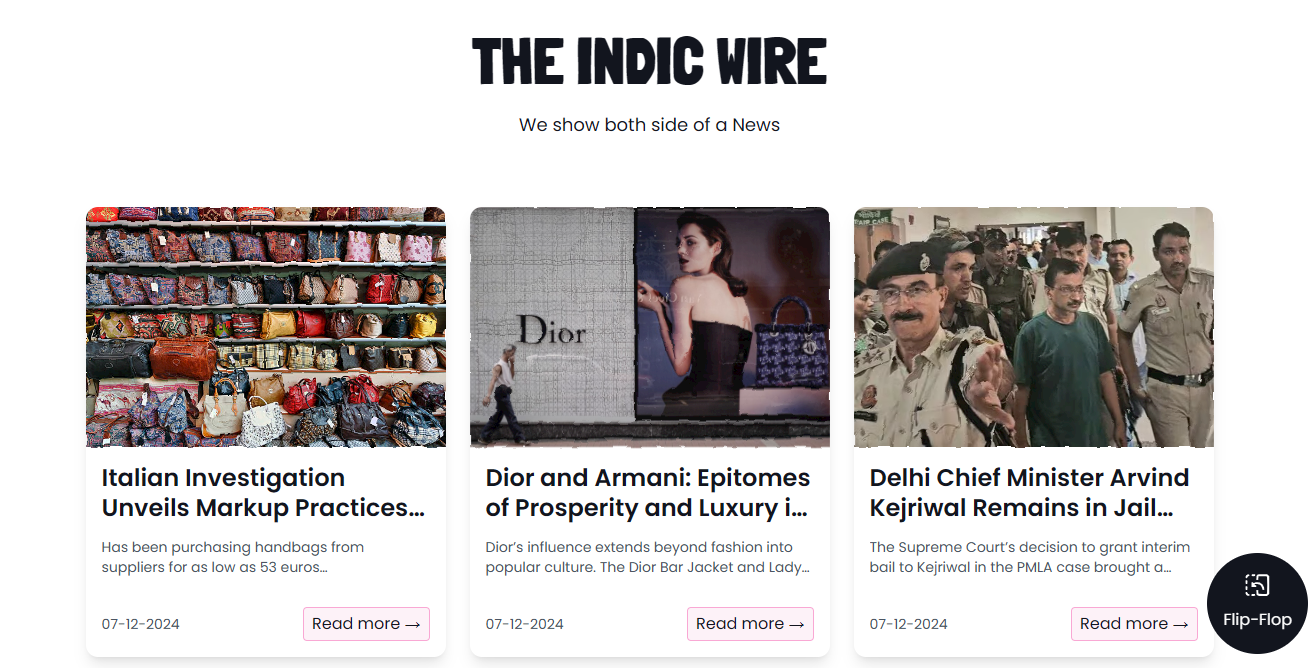 THE INDIC WIRE
We show both side of a News
Dior
Italian Investigation
Unveils Markup Practices...
Has been purchasing handbags from
suppliers for as low as 53 euros...
07-12-2024
Read more →
Dior and Armani: Epitomes
of Prosperity and Luxury i...
Dior’s influence extends beyond fashion into
popular culture. The Dior Bar Jacket and Lady...
07-12-2024
Read more →
Delhi Chief Minister Arvind
Kejriwal Remains in Jail...
The Supreme Court’s decision to grant interim
bail to Kejriwal in the PMLA case brought a...
07-12-2024
Read more →
Flip-Flop